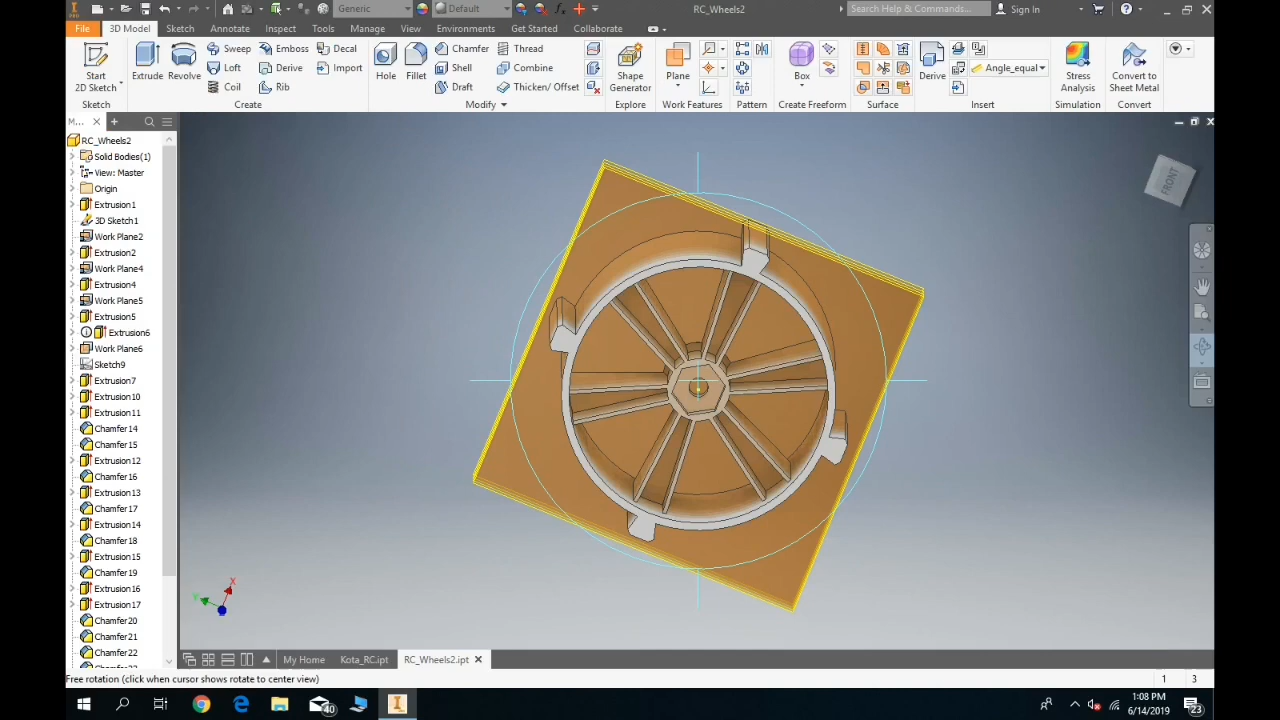 Generic
Default
RC_Wheels2
Search Help & Commands...
Sign In
PRO
File
3D Model
Sketch
Annotate
Inspect
Tools
Manage
View
Environments
Get Started
Collaborate
Start
2D Sketch
Extrude
Revolve
Sweep
Emboss
Decal
Loft
Derive
Import
Coil
Rib
Hole
Fillet
Chamfer
Thread
Shell
Combine
Draft
Thicken/ Offset
Shape
Generator
Plane
Box
Derive
Angle_equal
Stress
Analysis
Convert to
Sheet Metal
Sketch
Create
Modify
Explore
Work Features
Pattern
Create Freeform
Surface
Insert
Simulation
Convert
M...
RC_Wheels2
Solid Bodies(1)
View: Master
Origin
Extrusion1
3D Sketch1
Work Plane2
Extrusion2
Work Plane4
Extrusion4
Work Plane5
Extrusion5
Extrusion6
Work Plane6
Sketch9
Extrusion7
Extrusion10
Extrusion11
Chamfer14
Chamfer15
Extrusion12
Chamfer16
Extrusion13
Chamfer17
Extrusion14
Chamfer18
Extrusion15
Chamfer19
Extrusion16
Extrusion17
Chamfer20
Chamfer21
Chamfer22
FRONT
X
My Home
Kota_RC.ipt
RC_Wheels2.ipt
Free rotation (click when cursor shows rotate to center view)
1
3
40
1:08 PM
6/14/2019
23